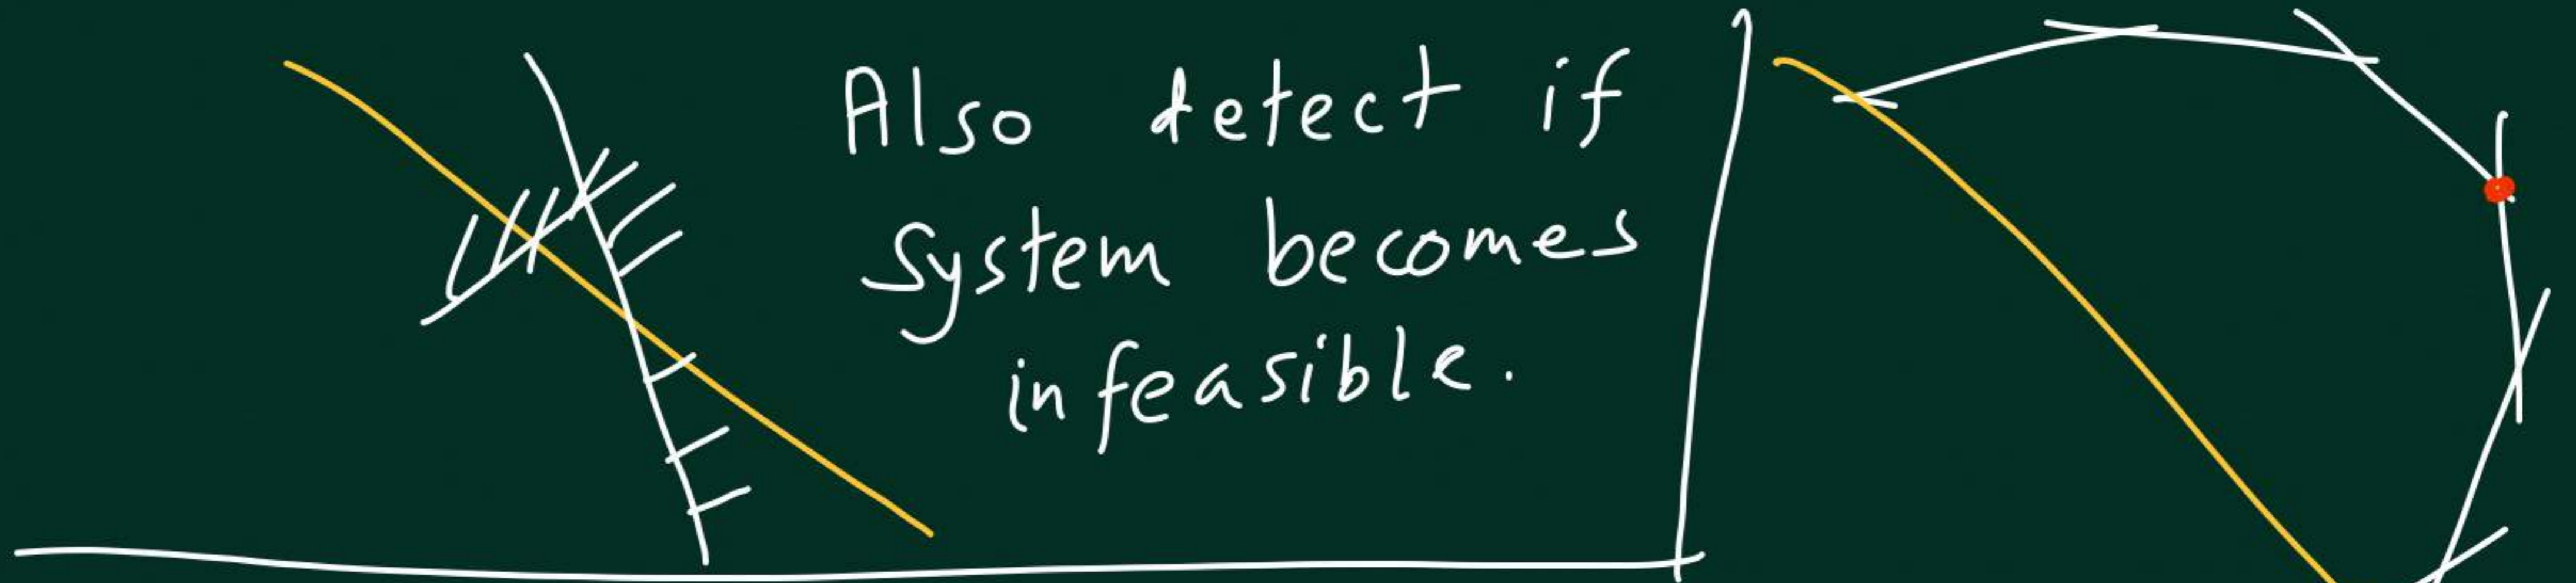 Also detect if
system becomes
infeasible.